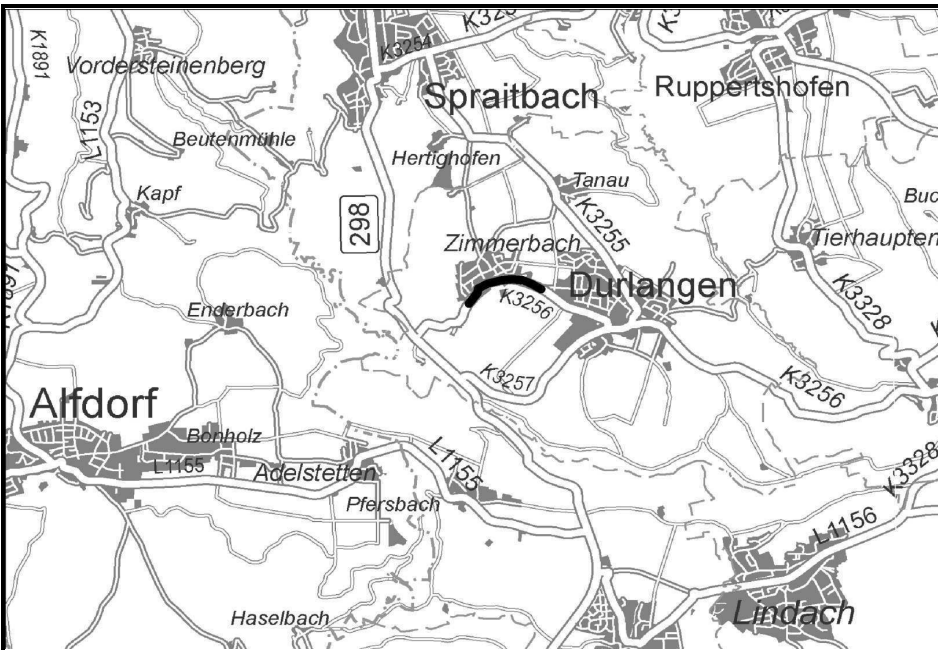 K1891
L1153
Vordersteinenberg
Beutenmühle
Kapf
K3254
Spraitbach
Ruppertshofen
Hertighofen
Tanau
298
Zimmerbach
K3255
Tierhaupten
Durlangen
K3256
K3328
Enderbach
K3257
K3256
Alfdorf
Bonholz
L1155
Adelstetten
L1155
Pfersbach
K3328
L1156
Haselbach
Lindach